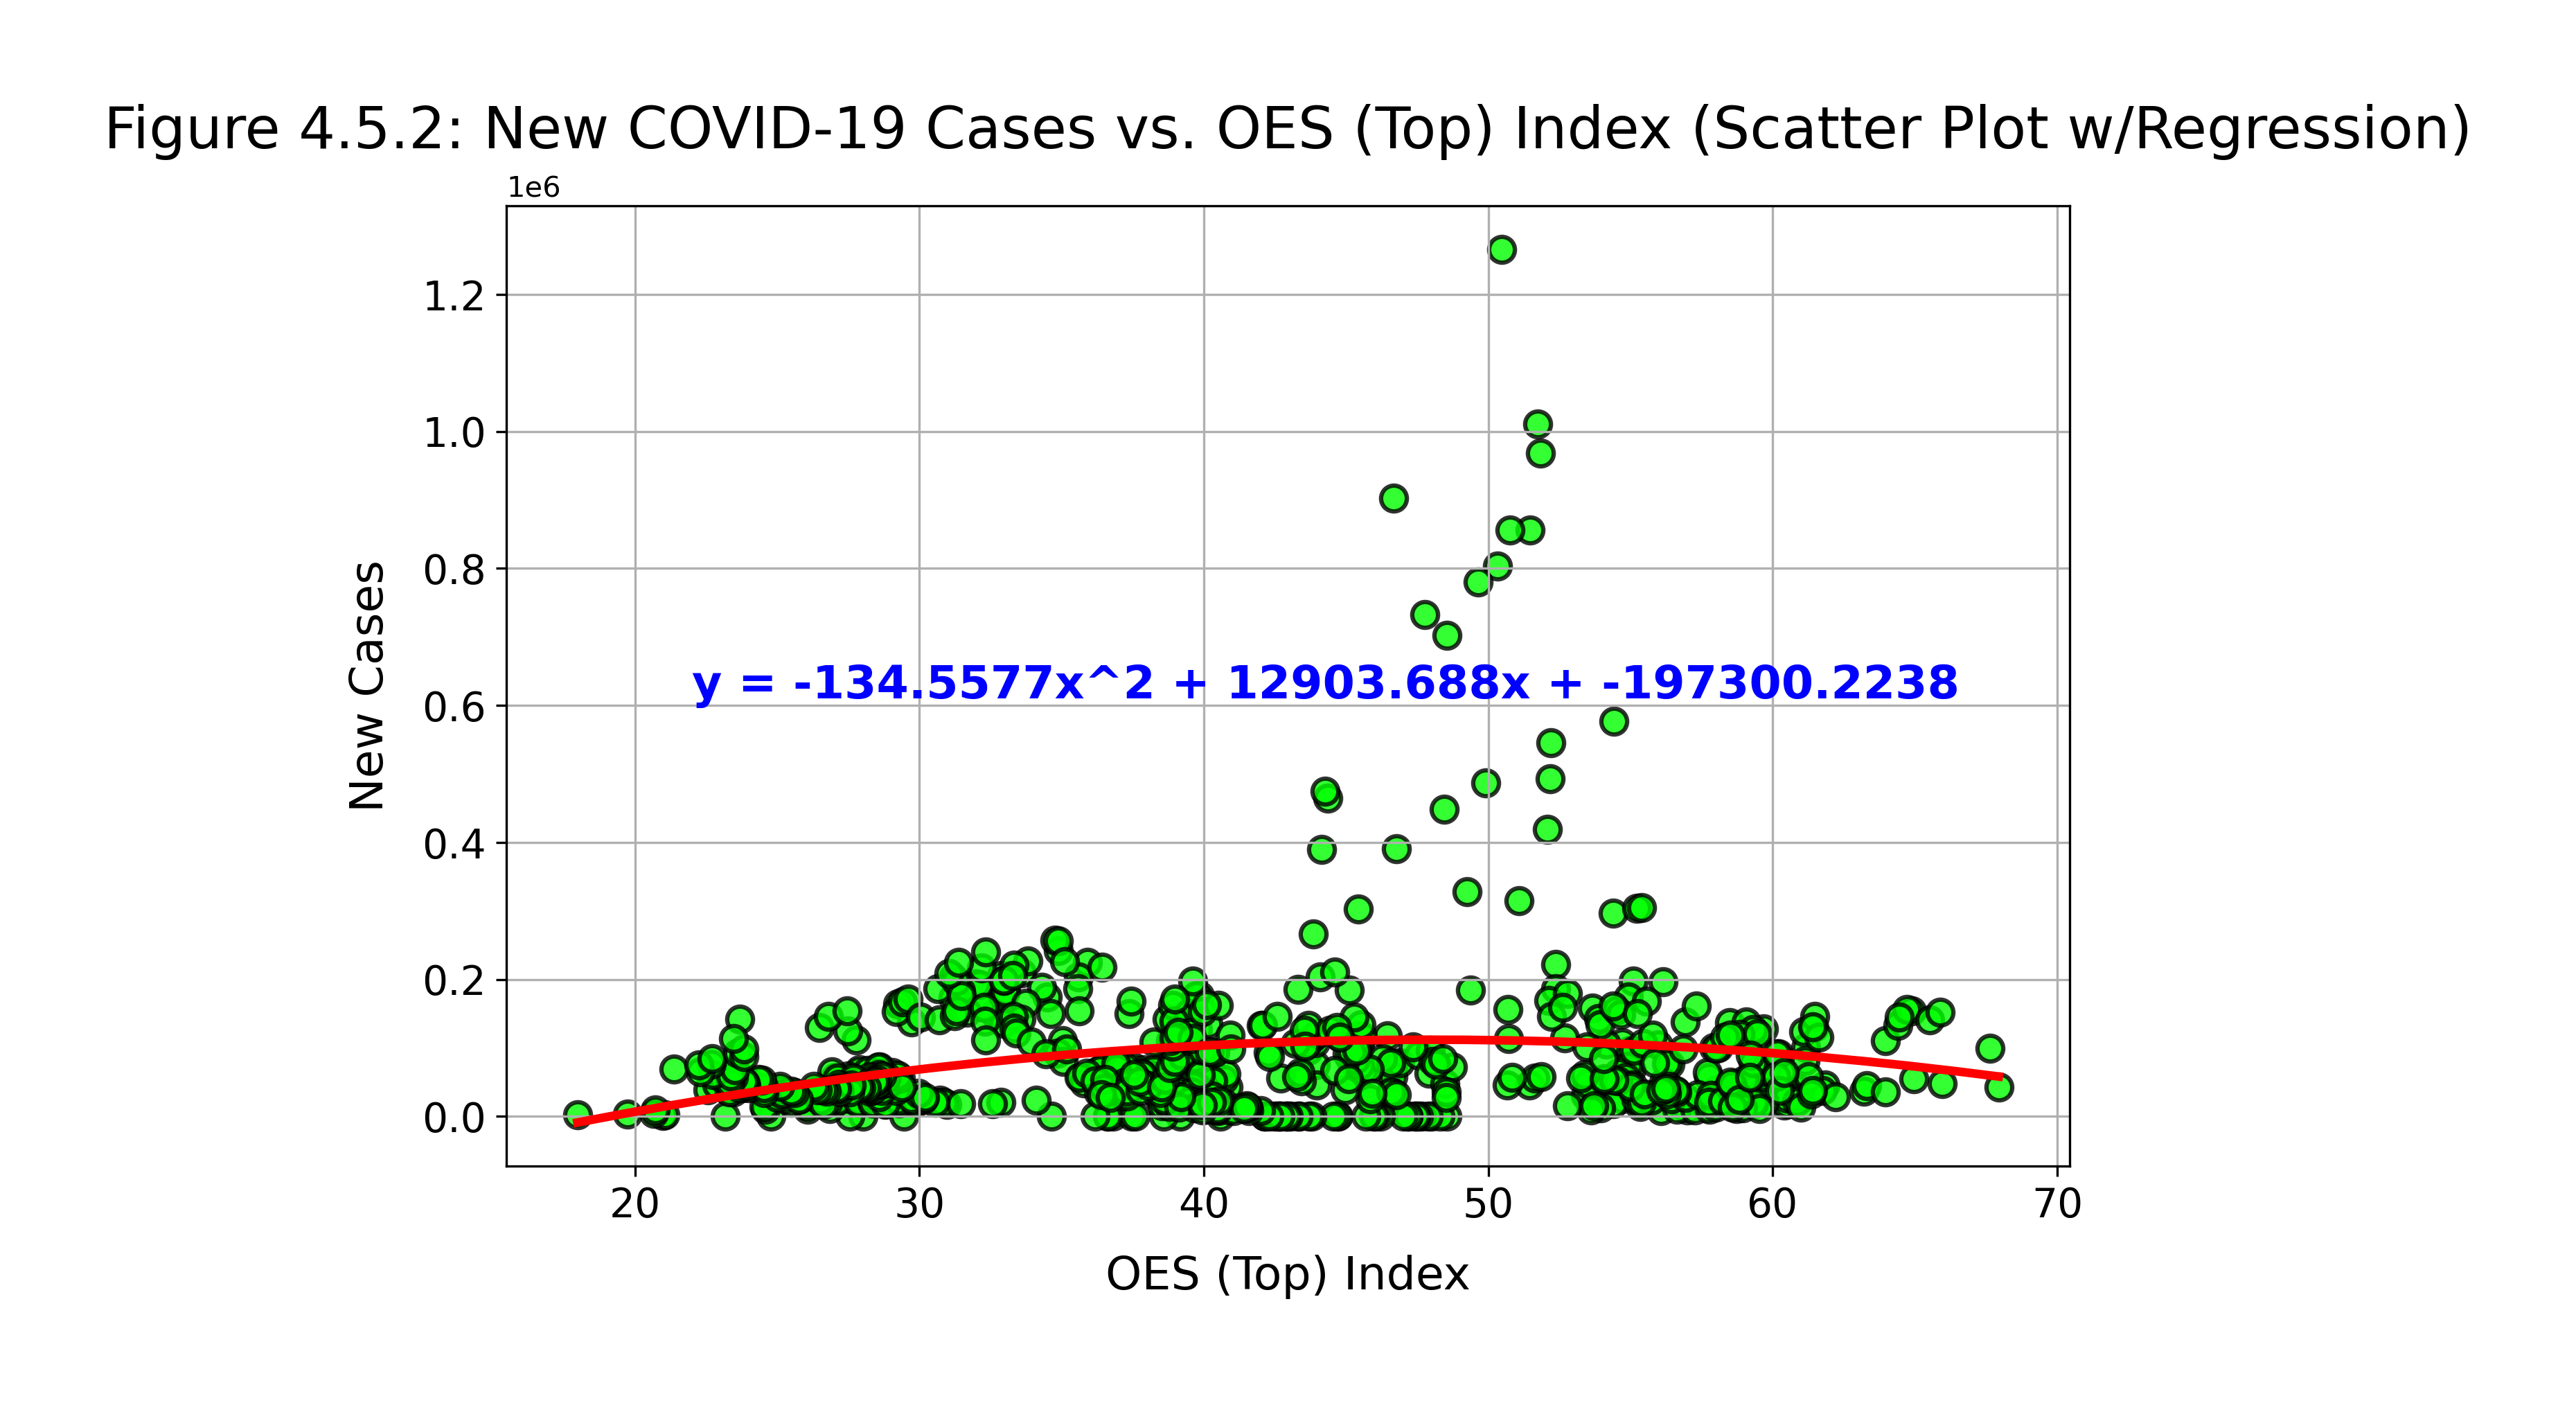 Figure 4.5.2: New COVID-19 Cases vs. OES (Top) Index (Scatter Plot w/Regression)
1e6
1.2
1.0
0.8
0.6
0.4
0.2
0.0
New Cases
y = -134.5577x^2 + 12903.688x + -197300.2238
20 30 40 50 60 70
OES (Top) Index